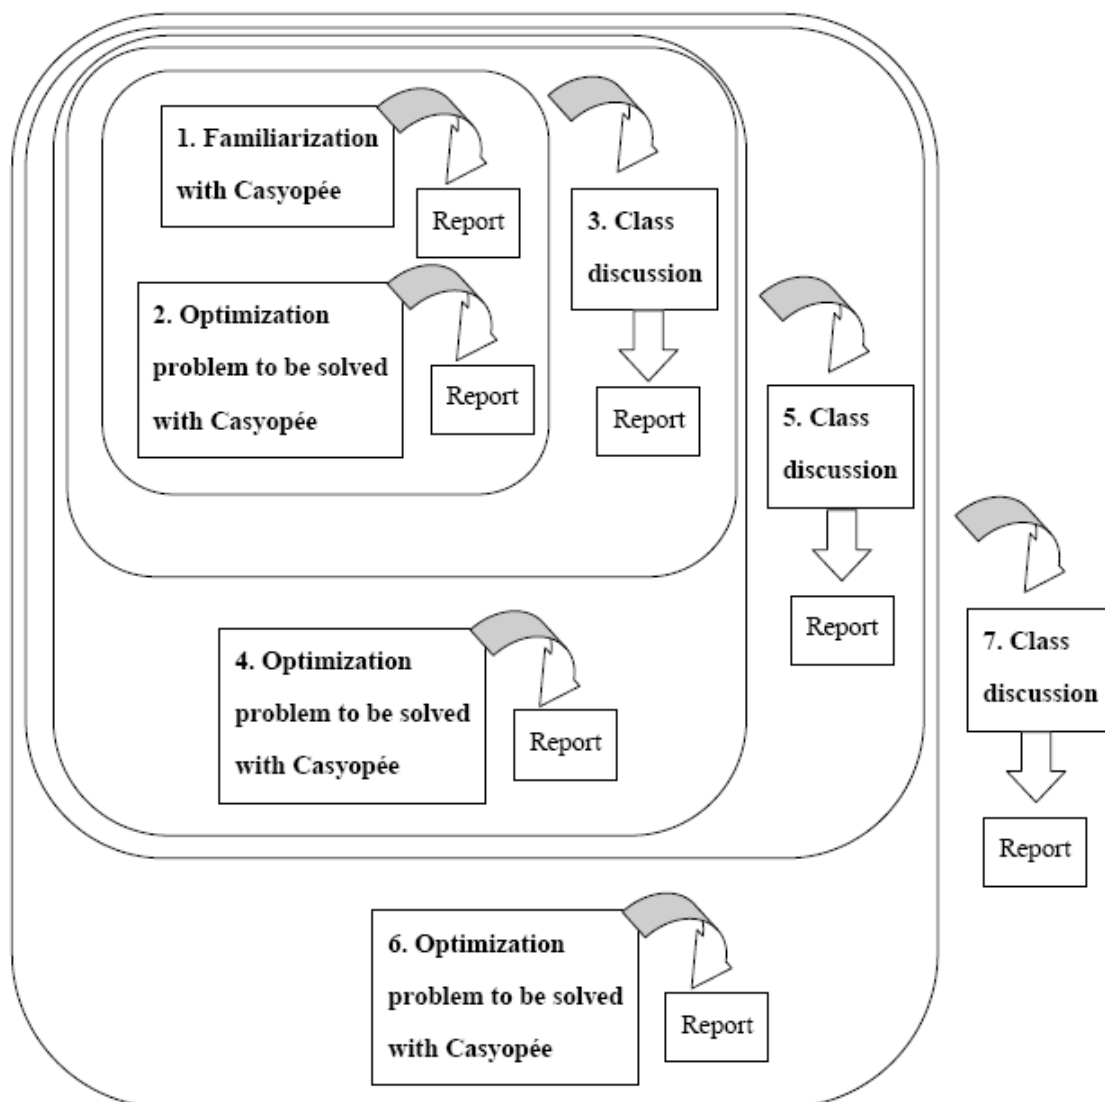 1. Familiarization
with Casyopée
Report
2. Optimization
problem to be solved
with Casyopée
Report
3. Class
discussion
Report
4. Optimization
problem to be solved
with Casyopée
Report
5. Class
discussion
Report
6. Optimization
problem to be solved
with Casyopée
Report
7. Class
discussion
Report